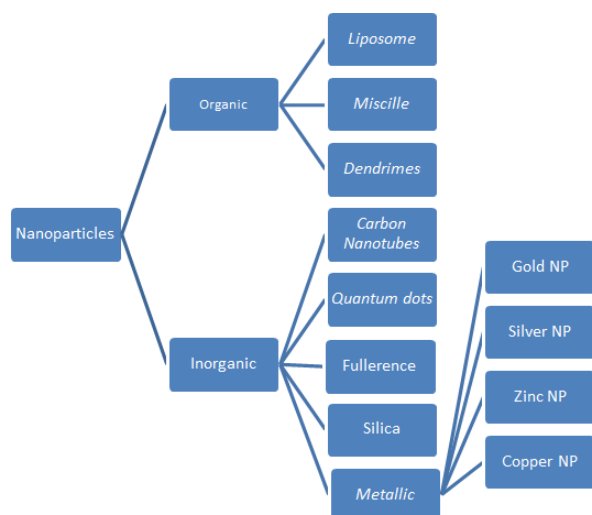 Liposome
Organic
Miscille
Dendrimes
Nanoparticles
Carbon
Nanotubes
Gold NP
Quantum dots
Silver NP
Inorganic
Fullerence
Zinc NP
Silica
Copper NP
Metallic